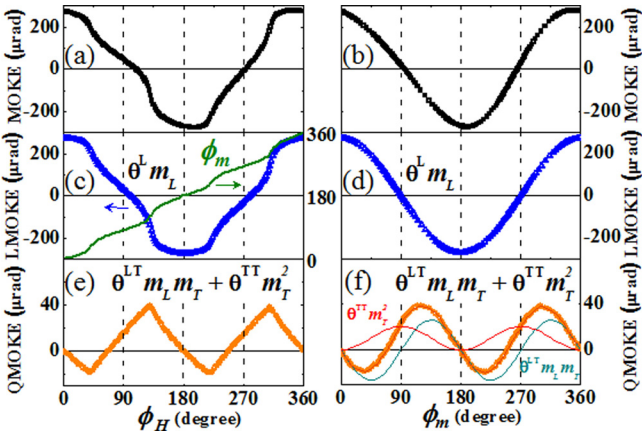 MOKE (μrad)
200
0
-200
(a)
(b)
200
0
-200
MOKE (μrad)
LMOKE (μrad)
200
0
-200
(c)
θ^L m_L
ϕ_m
360
180
0
(d)
θ^L m_L
200
0
-200
LMOKE (μrad)
QMOKE (μrad)
40
0
(e)
θ^LT m_L m_T + θ^TT m_T^2
(f)
θ^LT m_L m_T + θ^TT m_T^2
θ^TT m_T^2
θ^LT m_L m_T
40
0
QMOKE (μrad)
0 90 180 270 360
0 90 180 270 360
ϕ_H (degree)
ϕ_m (degree)